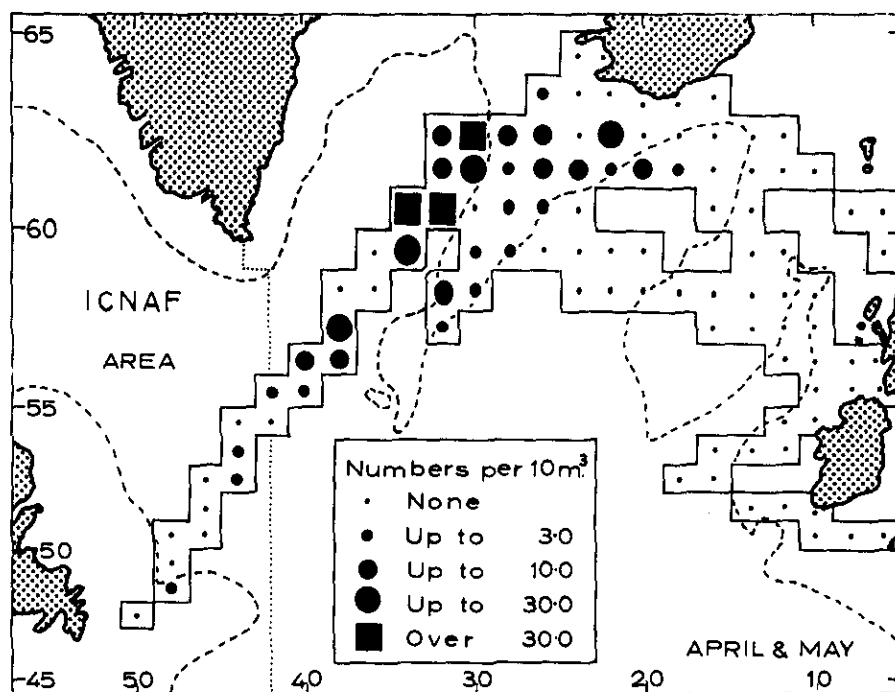 65
60
ICNAF
AREA
55
50
45
Numbers per 10m³.
None
Up to 3·0
Up to 10·0
Up to 30·0
Over 30·0
APRIL & MAY
50
40
30
20
10